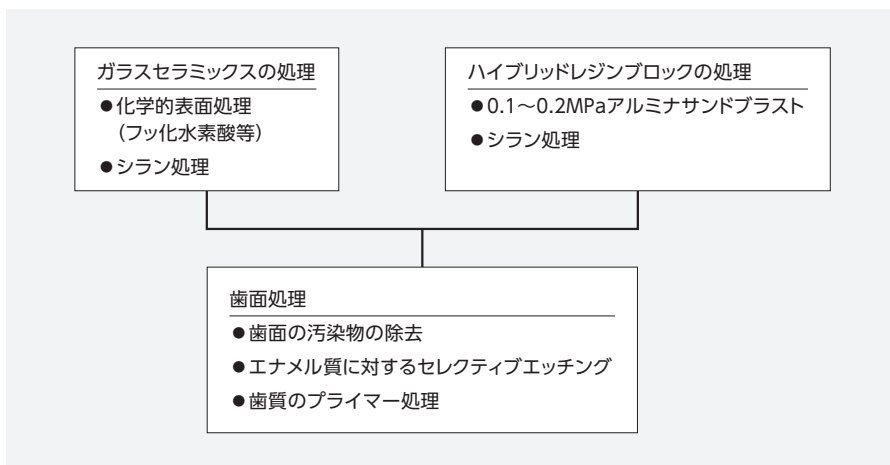 ガラスセラミックスの処理
●化学的表面処理
（フッ化水素酸等）
●シラン処理
ハイブリッドレジンブロックの処理
●0.1～0.2MPaアルミナサンドブラスト
●シラン処理
歯面処理
●歯面の汚染物の除去
●エナメル質に対するセレクティブエッチング
●歯質のプライマー処理